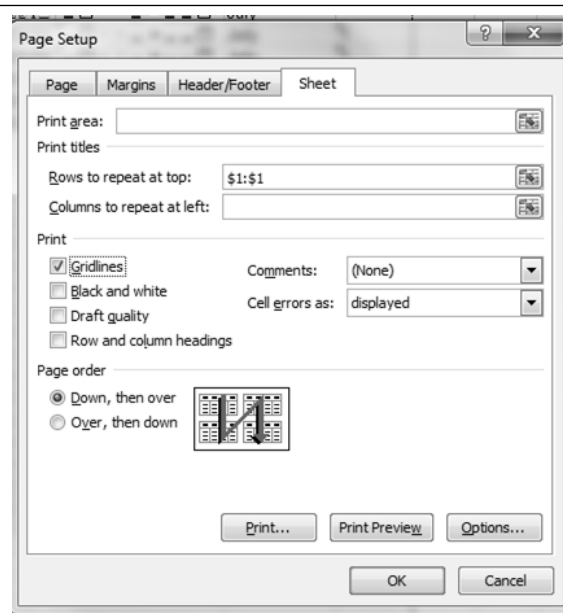 Page Setup
Page Margins Header/Footer Sheet
Print area:
Print titles
Rows to repeat at top: $1:$1
Columns to repeat at left:
Print
Gridlines Comments: (None)
Black and white Cell errors as: displayed
Draft quality
Row and column headings
Page order
Down, then over
Over, then down
Print... Print Preview Options...
OK Cancel